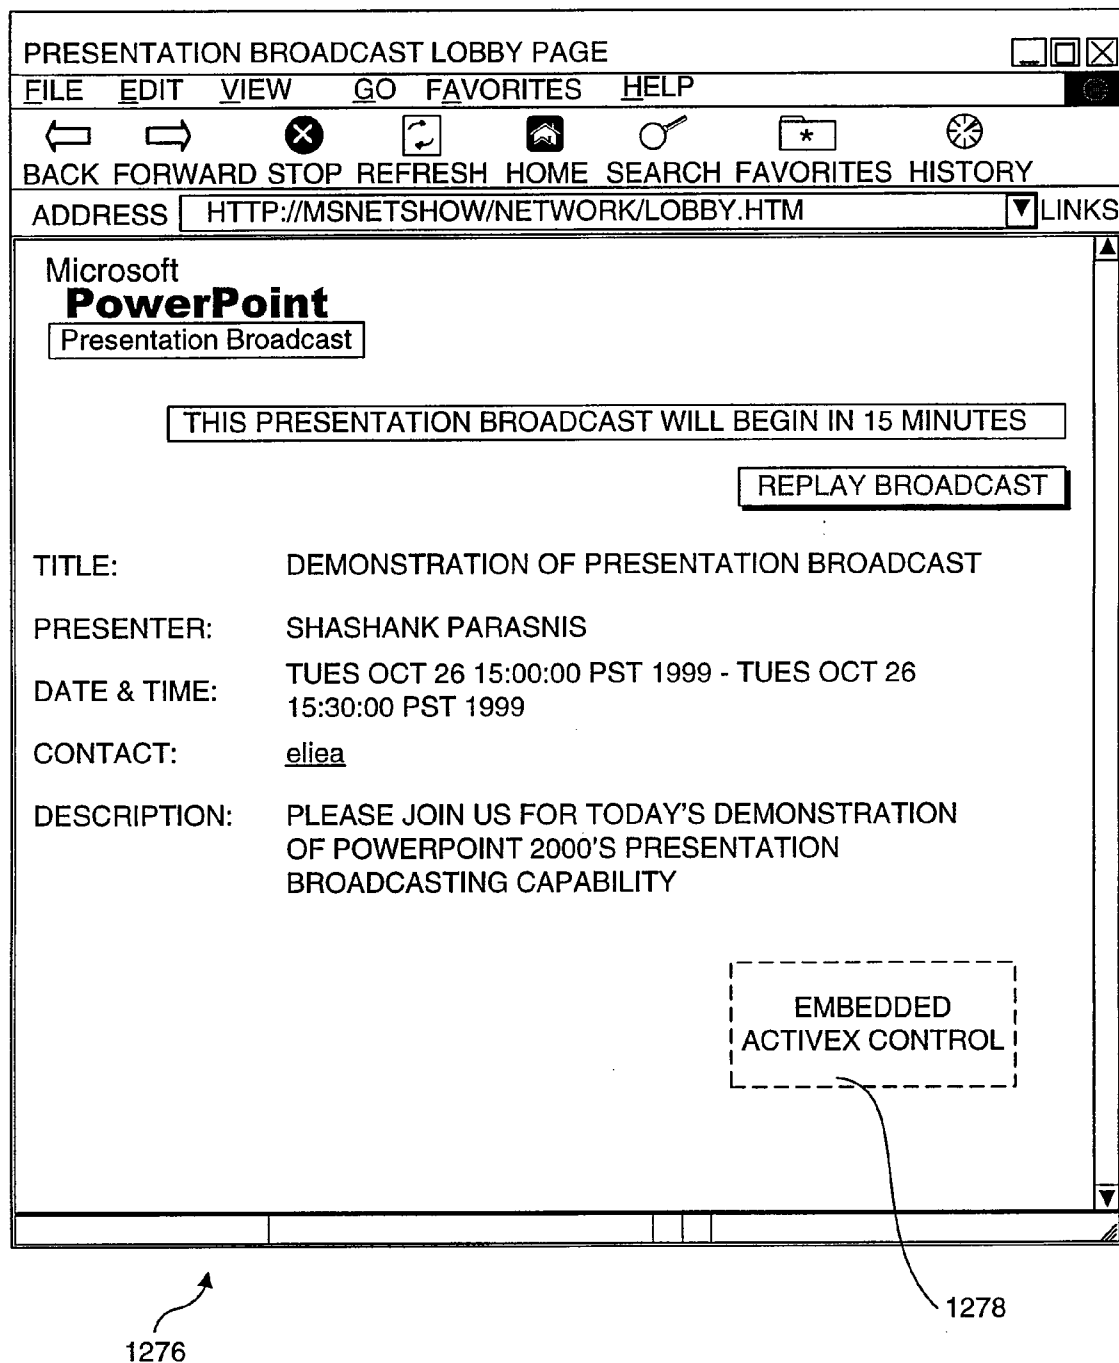 PRESENTATION BROADCAST LOBBY PAGE
FILE EDIT VIEW GO FAVORITES HELP
BACK FORWARD STOP REFRESH HOME SEARCH FAVORITES HISTORY
ADDRESS HTTP://MSNETSHOW/NETWORK/LOBBY.HTM LINKS
Microsoft
PowerPoint
Presentation Broadcast
THIS PRESENTATION BROADCAST WILL BEGIN IN 15 MINUTES
REPLAY BROADCAST
TITLE: DEMONSTRATION OF PRESENTATION BROADCAST
PRESENTER: SHASHANK PARASNIS
DATE & TIME: TUES OCT 26 15:00:00 PST 1999 - TUES OCT 26
15:30:00 PST 1999
CONTACT: eliea
DESCRIPTION: PLEASE JOIN US FOR TODAY'S DEMONSTRATION
OF POWERPOINT 2000'S PRESENTATION
BROADCASTING CAPABILITY
EMBEDDED
ACTIVEX CONTROL
1278
1276